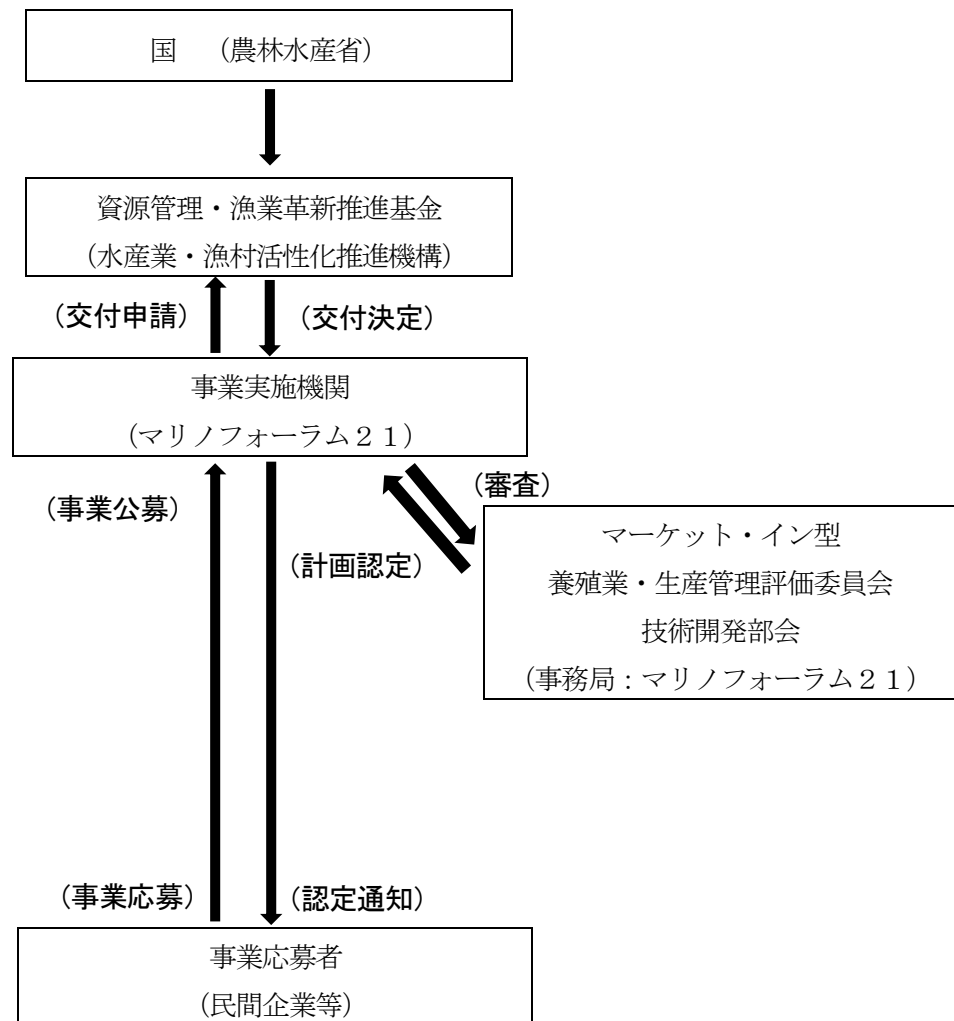 国　（農林水産省）
資源管理・漁業革新推進基金
（水産業・漁村活性化推進機構）
（交付申請）
（交付決定）
事業実施機関
（マリノフォーラム２１）
（審査）
（事業公募）
（計画認定）
マーケット・イン型
養殖業・生産管理評価委員会
技術開発部会
（事務局：マリノフォーラム２１）
（事業応募）
（認定通知）
事業応募者
（民間企業等）